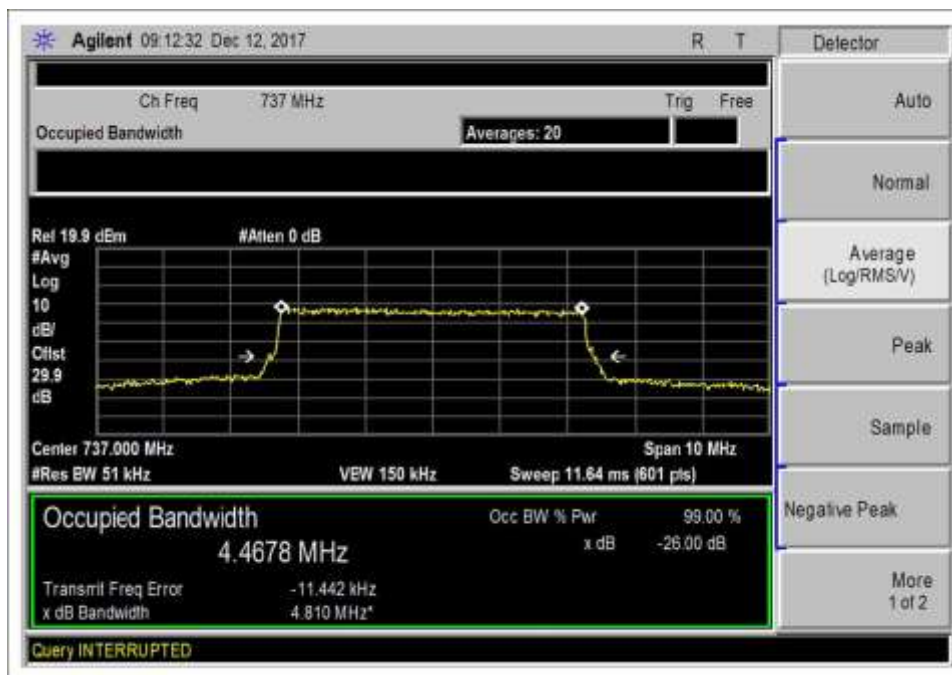 Agilent 09:12:32 Dec 12, 2017 R T
Detector
Ch Freq 737 MHz Trig Free
Occupied Bandwidth Averages: 20
Ref 19.9 dBm #Atten 0 dB
#Avg
Log
10
dB/
Offst
29.9
dB
Center 737.000 MHz Span 10 MHz
#Res BW 51 kHz VBW 150 kHz Sweep 11.64 ms (601 pts)
Occupied Bandwidth Occ BW % Pwr 99.00 %
4.4678 MHz x dB -26.00 dB
Transmit Freq Error -11.442 kHz
x dB Bandwidth 4.810 MHz*
Query INTERRUPTED
Auto
Normal
Average
(Log/RMS/V)
Peak
Sample
Negative Peak
More
1 of 2